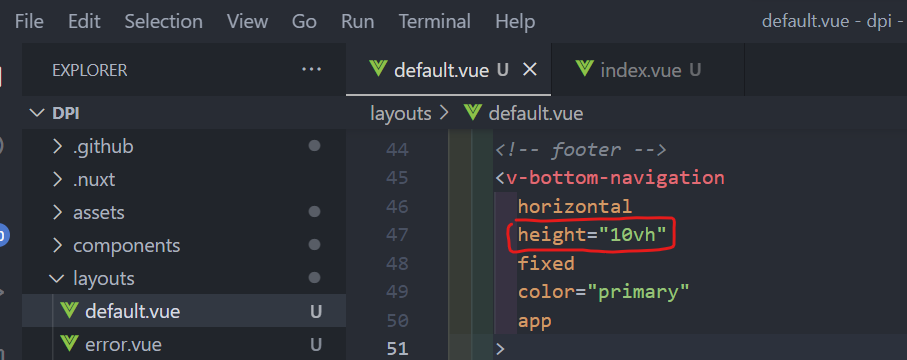 File Edit Selection View Go Run Terminal Help default.vue - dpi -
EXPLORER ...
default.vue U
index.vue U
DPI
layouts > default.vue
.github
.nuxt
assets
components
layouts
default.vue U
error.vue U
44 <!-- footer -->
45 <v-bottom-navigation
46 horizontal
47 height="10vh"
48 fixed
49 color="primary"
50 app
51 >